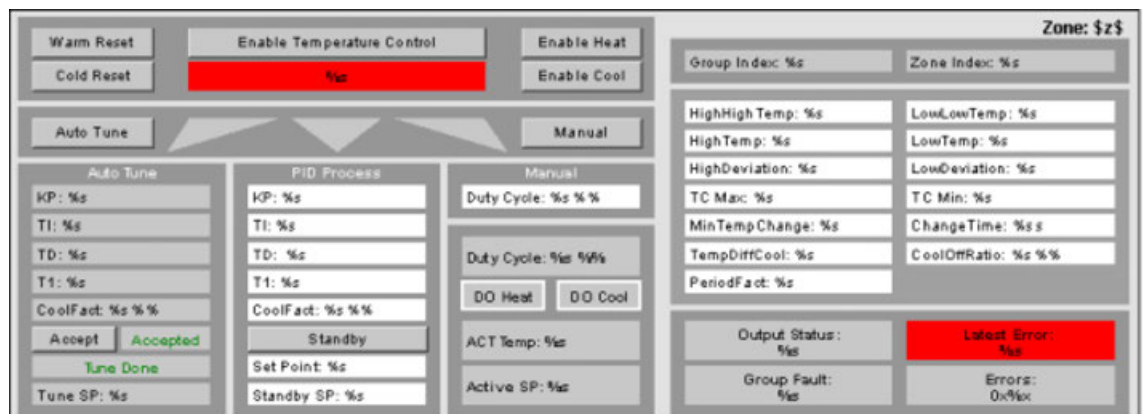 Zone: $z$
Warm Reset
Enable Temperature Control
Enable Heat
Cold Reset
%s
Enable Cool
Auto Tune
Manual
Auto Tune
KP: %s
TI: %s
TD: %s
T1: %s
CoolFact: %s %%
Accept
Accepted
Tune Done
Tune SP: %s
PID Process
KP: %s
TI: %s
TD: %s
T1: %s
CoolFact: %s %%
Standby
Set Point: %s
Standby SP: %s
Manual
Duty Cycle: %s %%
Duty Cycle: %s %%
DO Heat
DO Cool
ACT Temp: %s
Active SP: %s
Group Index: %s
Zone Index: %s
HighHigh Temp: %s
LowLowTemp: %s
HighTemp: %s
LowTemp: %s
HighDeviation: %s
LowDeviation: %s
TC Max: %s
TC Min: %s
MinTempChange: %s
ChangeTime: %s s
TempDiffCool: %s
CoolOffRatio: %s %%
PeriodFact: %s
Output Status:
%s
Latest Error:
%s
Group Fault:
%s
Errors:
0x%x